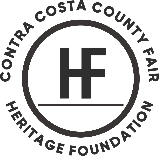 CONTRA COSTA COUNTY FAIR
HF
HERITAGE FOUNDATION